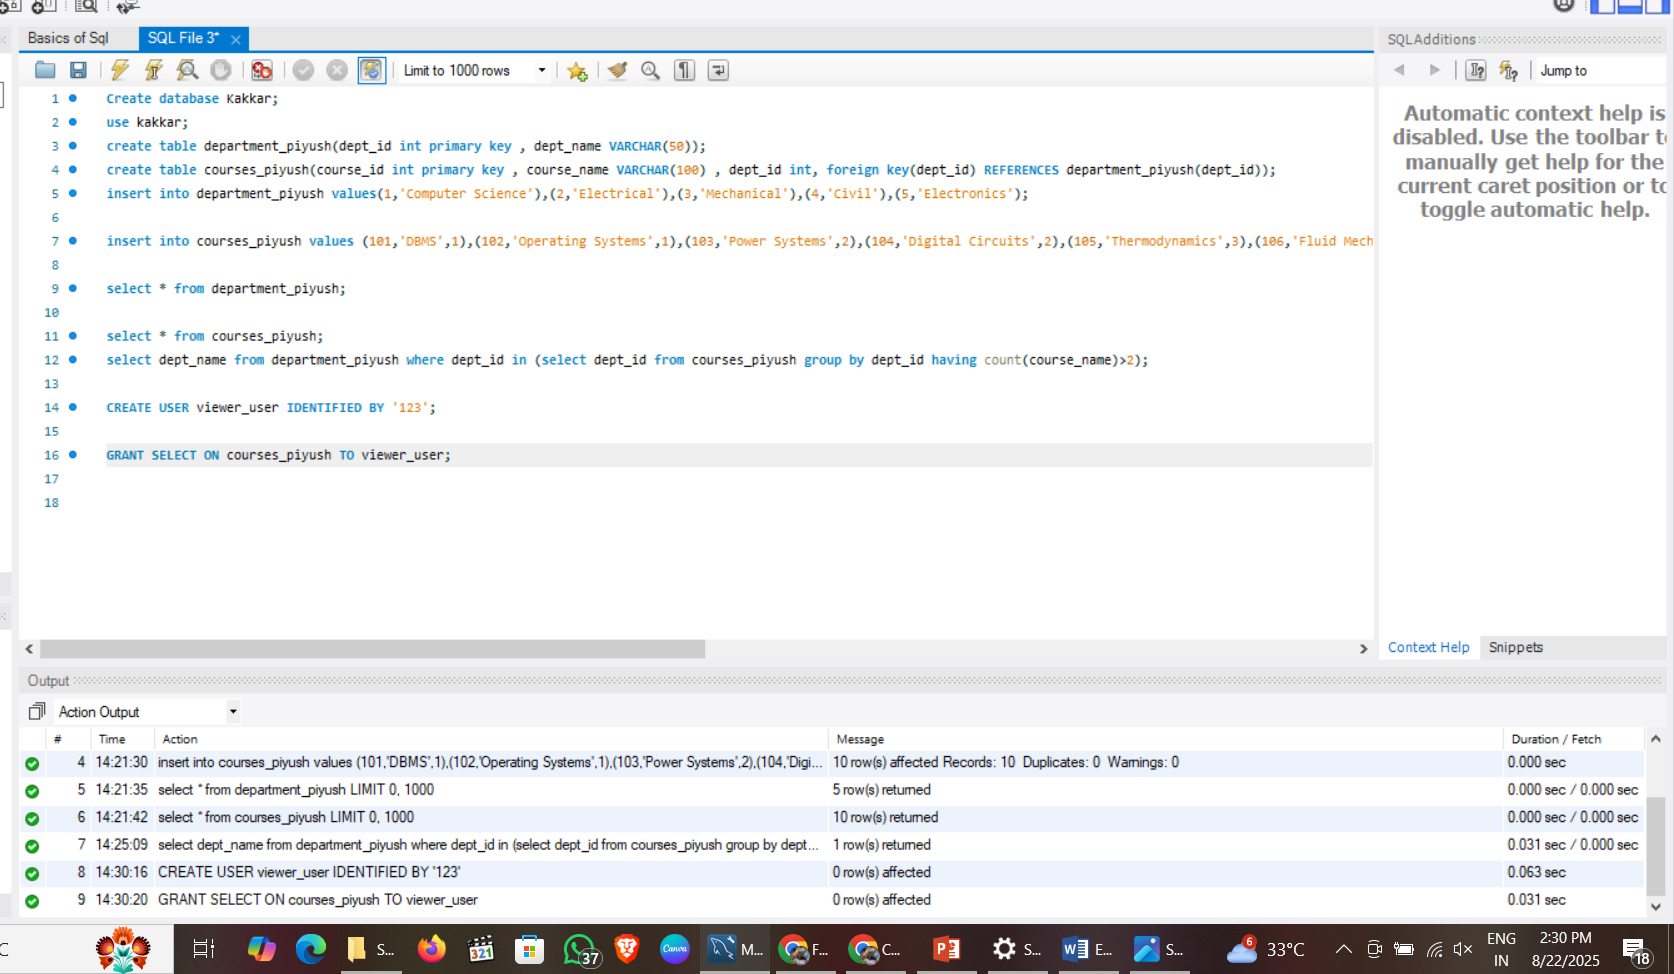 Basics of Sql
SQL File 3*
SQLAdditions
Limit to 1000 rows
Jump to
1 Create database Kakkar;
2 use kakkar;
3 create table department_piyush(dept_id int primary key , dept_name VARCHAR(50));
4 create table courses_piyush(course_id int primary key , course_name VARCHAR(100) , dept_id int, foreign key(dept_id) REFERENCES department_piyush(dept_id));
5 insert into department_piyush values(1,'Computer Science'),(2,'Electrical'),(3,'Mechanical'),(4,'Civil'),(5,'Electronics');
6
7 insert into courses_piyush values (101,'DBMS',1),(102,'Operating Systems',1),(103,'Power Systems',2),(104,'Digital Circuits',2),(105,'Thermodynamics',3),(106,'Fluid Mech
8
9 select * from department_piyush;
10
11 select * from courses_piyush;
12 select dept_name from department_piyush where dept_id in (select dept_id from courses_piyush group by dept_id having count(course_name)>2);
13
14 CREATE USER viewer_user IDENTIFIED BY '123';
15
16 GRANT SELECT ON courses_piyush TO viewer_user;
17
18
Automatic context help is
disabled. Use the toolbar to
manually get help for the
current caret position or to
toggle automatic help.
Context Help Snippets
Output
Action Output
# Time Action Message Duration / Fetch
4 14:21:30 insert into courses_piyush values (101,'DBMS',1),(102,'Operating Systems',1),(103,'Power Systems',2),(104,'Digi... 10 row(s) affected Records: 10 Duplicates: 0 Warnings: 0 0.000 sec
5 14:21:35 select * from department_piyush LIMIT 0, 1000 5 row(s) returned 0.000 sec / 0.000 sec
6 14:21:42 select * from courses_piyush LIMIT 0, 1000 10 row(s) returned 0.000 sec / 0.000 sec
7 14:25:09 select dept_name from department_piyush where dept_id in (select dept_id from courses_piyush group by dept... 1 row(s) returned 0.031 sec / 0.000 sec
8 14:30:16 CREATE USER viewer_user IDENTIFIED BY '123' 0 row(s) affected 0.063 sec
9 14:30:20 GRANT SELECT ON courses_piyush TO viewer_user 0 row(s) affected 0.031 sec
S... 321 37 Canva M... F... C... S... E... S... 6 33°C
ENG
IN
2:30 PM
8/22/2025
18